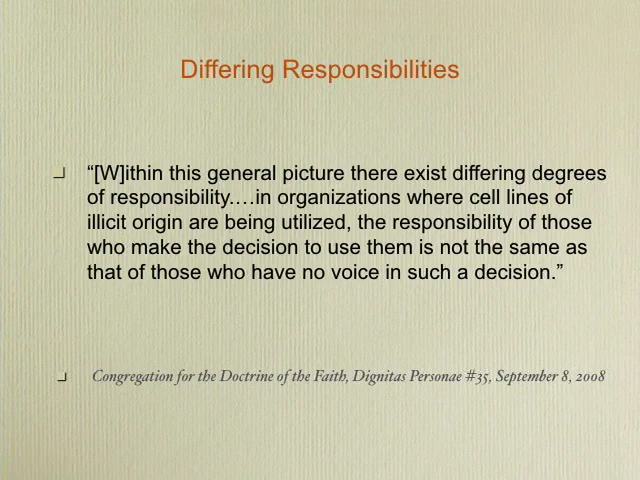 Differing Responsibilities
“[W]ithin this general picture there exist differing degrees
of responsibility.…in organizations where cell lines of
illicit origin are being utilized, the responsibility of those
who make the decision to use them is not the same as
that of those who have no voice in such a decision.”
Congregation for the Doctrine of the Faith, Dignitas Personae #35, September 8, 2008